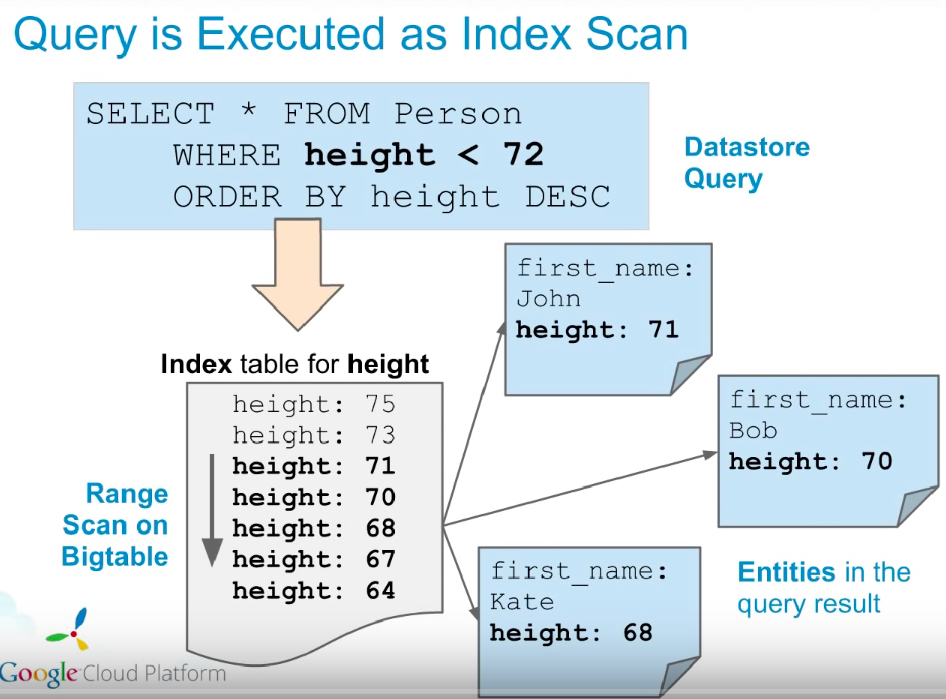 Query is Executed as Index Scan
SELECT * FROM Person
WHERE height < 72
ORDER BY height DESC
Datastore
Query
first_name:
John
height: 71
Index table for height
height: 75
height: 73
height: 71
height: 70
height: 68
height: 67
height: 64
Range
Scan on
Bigtable
first_name:
Bob
height: 70
first_name:
Kate
height: 68
Entities in the
query result
Google Cloud Platform